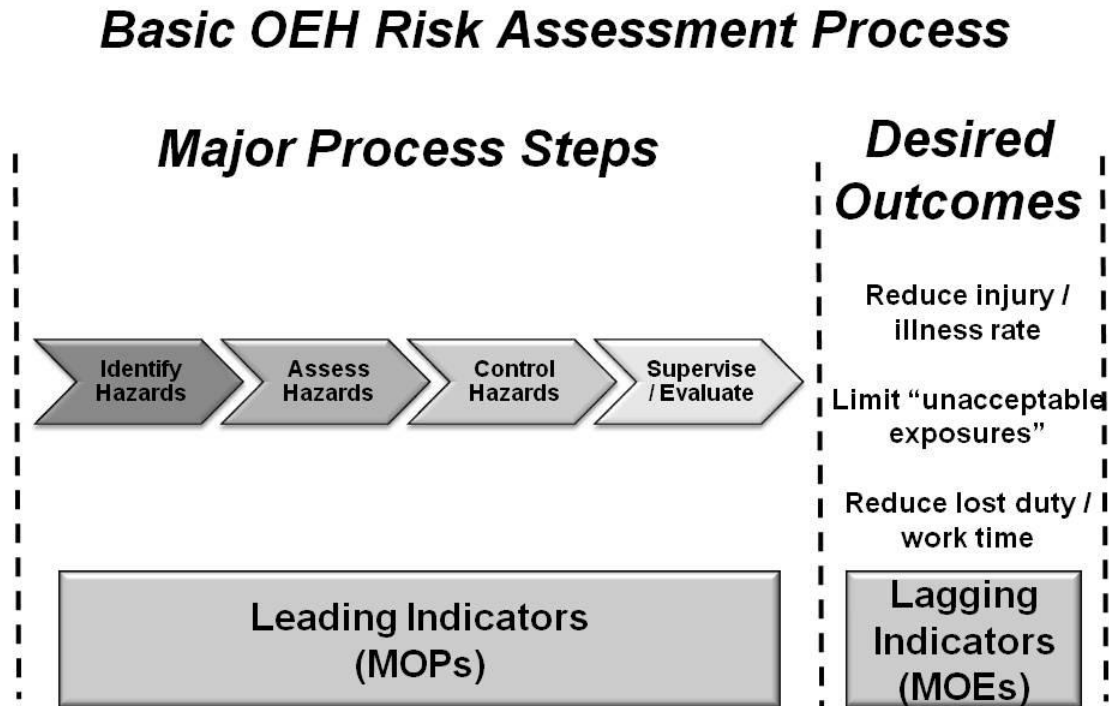 Basic OEH Risk Assessment Process
Major Process Steps
Desired
Outcomes
Identify
Hazards
Assess
Hazards
Control
Hazards
Supervise
/ Evaluate
Reduce injury /
illness rate
Limit “unacceptable
exposures”
Reduce lost duty /
work time
Leading Indicators
(MOPs)
Lagging
Indicators
(MOEs)